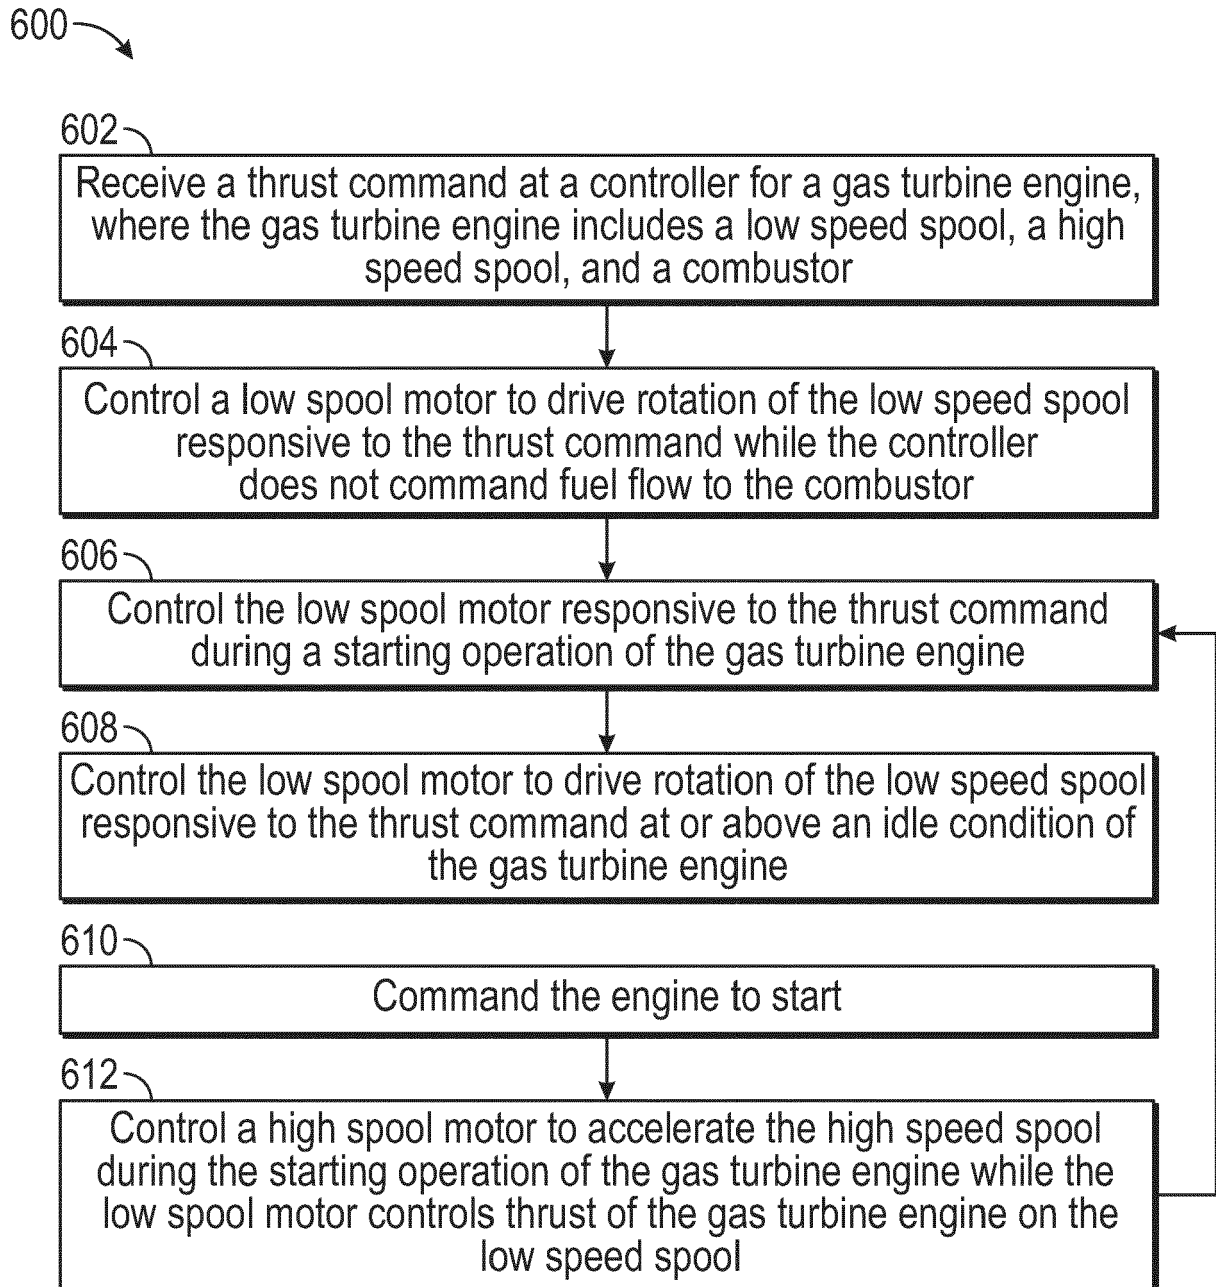 600
602
Receive a thrust command at a controller for a gas turbine engine,
where the gas turbine engine includes a low speed spool, a high
speed spool, and a combustor
604
Control a low spool motor to drive rotation of the low speed spool
responsive to the thrust command while the controller
does not command fuel flow to the combustor
606
Control the low spool motor responsive to the thrust command
during a starting operation of the gas turbine engine
608
Control the low spool motor to drive rotation of the low speed spool
responsive to the thrust command at or above an idle condition of
the gas turbine engine
610
Command the engine to start
612
Control a high spool motor to accelerate the high speed spool
during the starting operation of the gas turbine engine while the
low spool motor controls thrust of the gas turbine engine on the
low speed spool